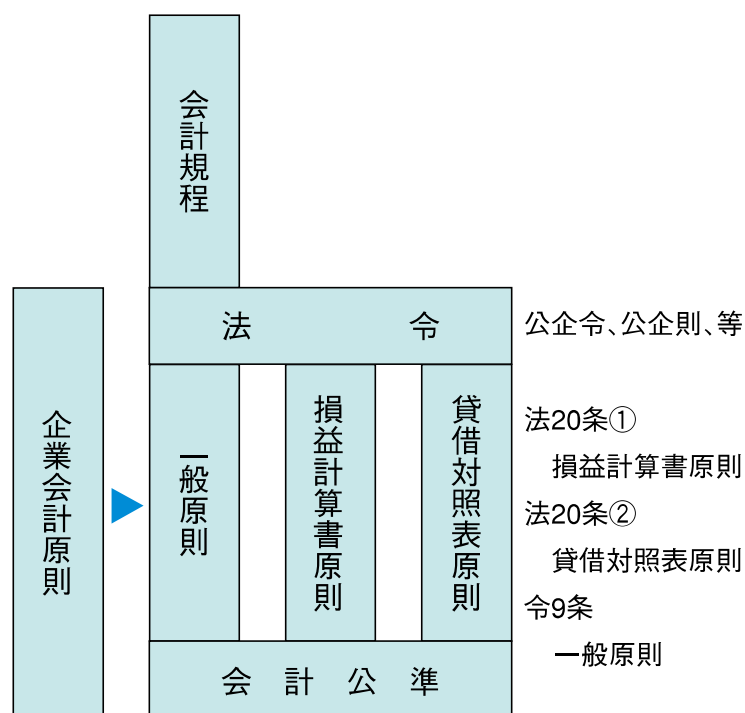 会計規程
法 令
公企令、公企則、等
企業会計原則
一般原則
損益計算書原則
貸借対照表原則
法20条①
損益計算書原則
法20条②
貸借対照表原則
令9条
一般原則
会計公準